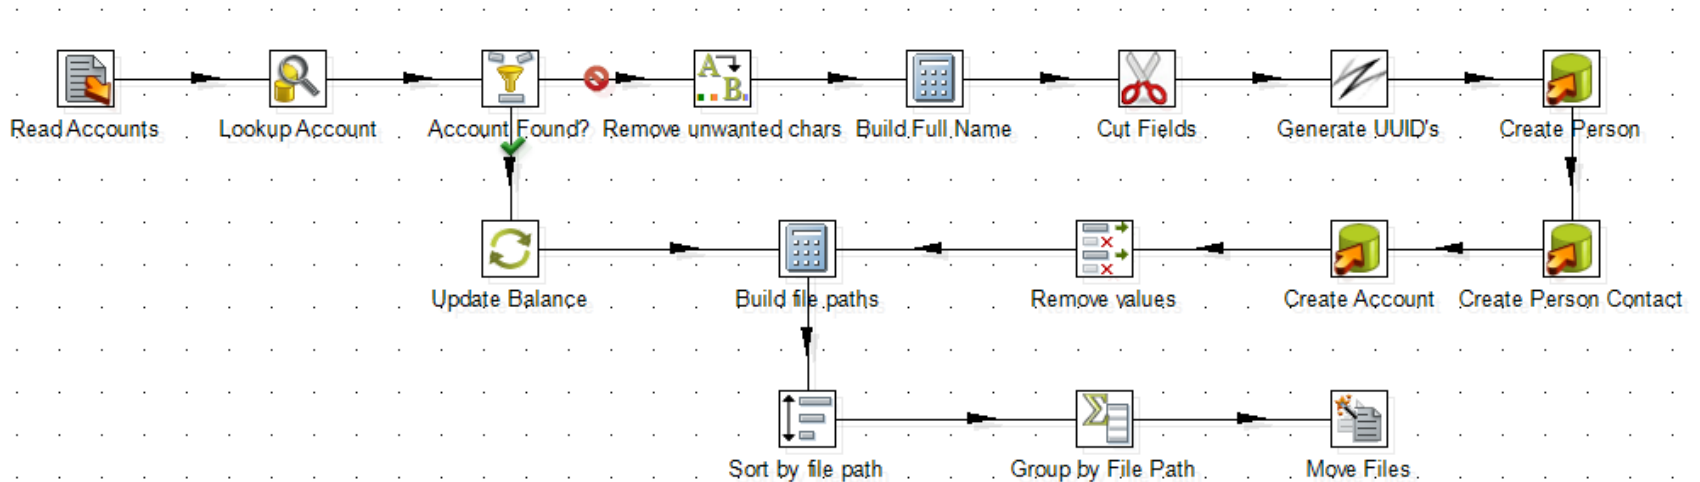 Read Accounts
Lookup Account
Account Found?
Remove unwanted chars
Build Full Name
Cut Fields
Generate UUID's
Create Person
Update Balance
Build file paths
Remove values
Create Account
Create Person Contact
Sort by file path
Group by File Path
Move Files